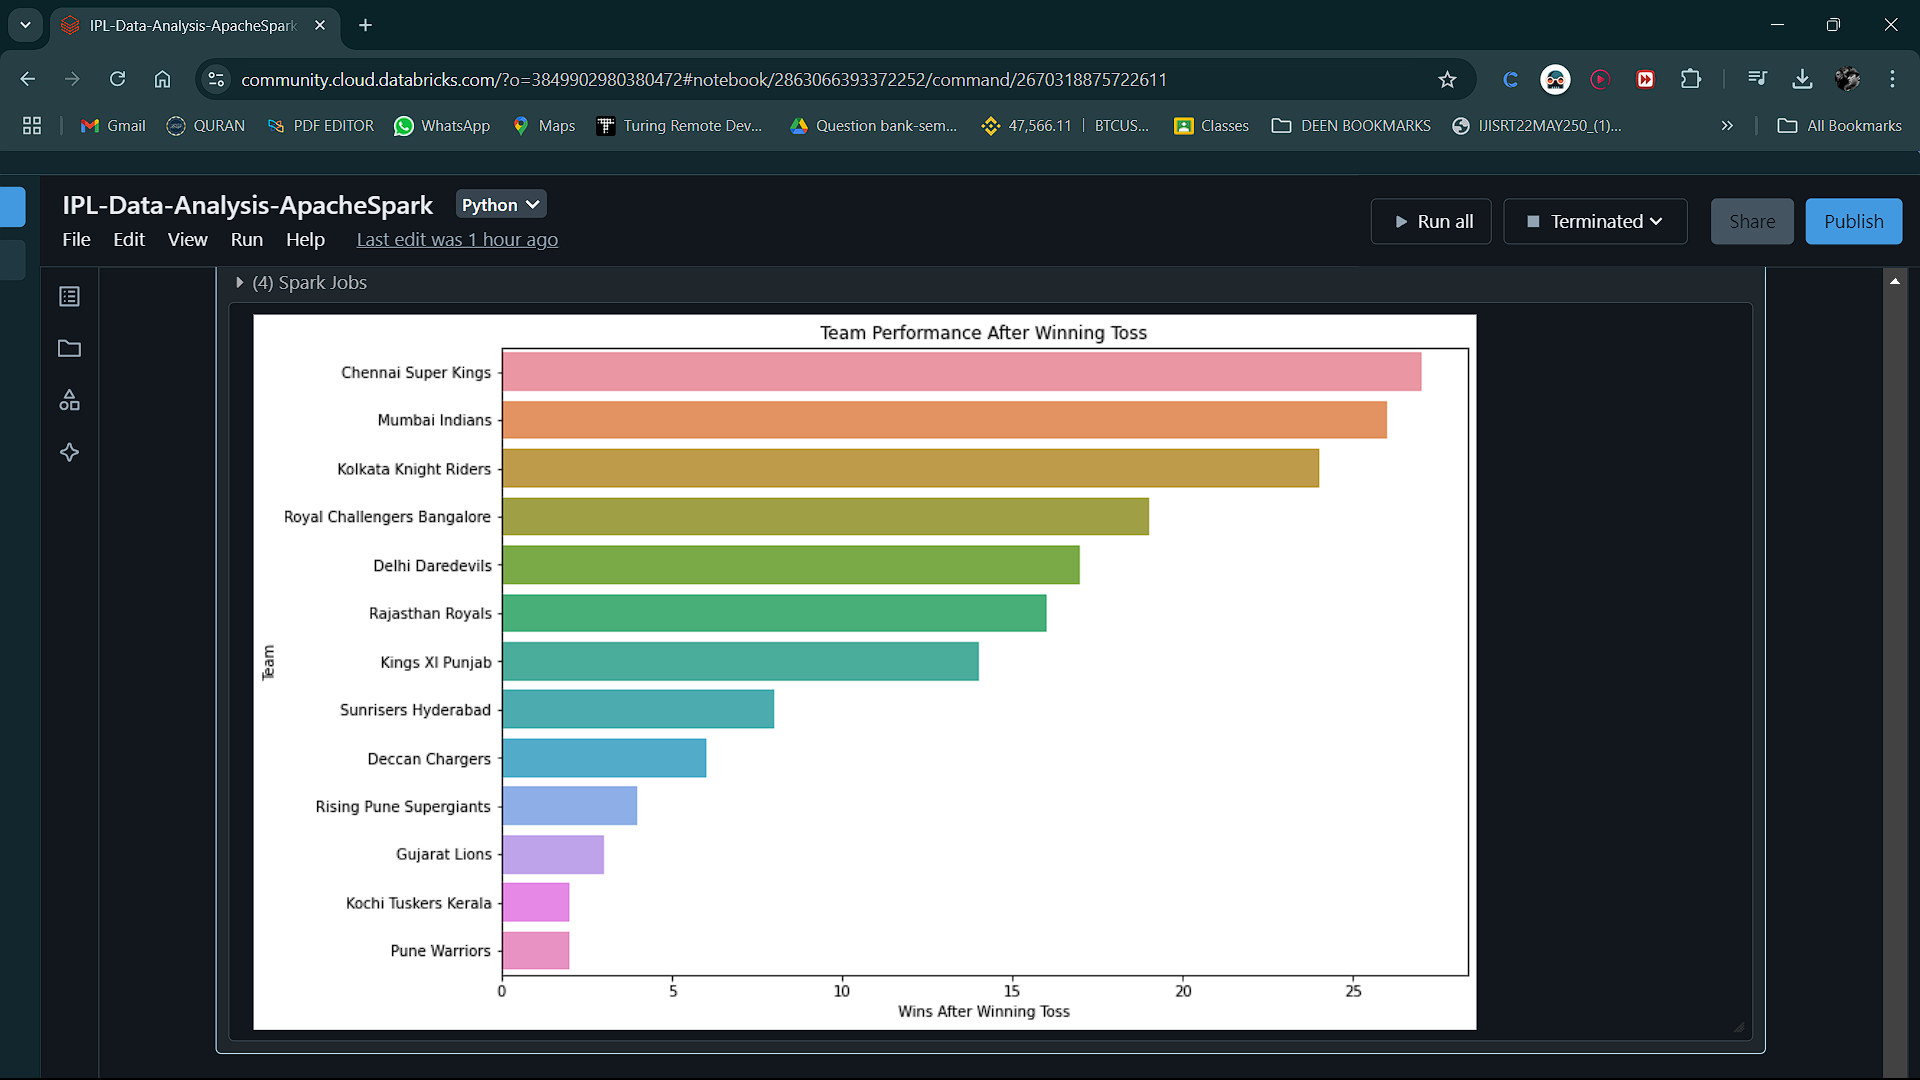 IPL-Data-Analysis-ApacheSpark
community.cloud.databricks.com/?o=3849902980380472#notebook/2863066393372252/command/2670318875722611
Gmail QURAN PDF EDITOR WhatsApp Maps Turing Remote Dev... Question bank-sem... 47,566.11 | BTCUS... Classes DEEN BOOKMARKS IJISRT22MAY250_(1)... All Bookmarks
IPL-Data-Analysis-ApacheSpark Python
File Edit View Run Help Last edit was 1 hour ago
Run all Terminated Share Publish
(4) Spark Jobs
Team Performance After Winning Toss
Chennai Super Kings
Mumbai Indians
Kolkata Knight Riders
Royal Challengers Bangalore
Delhi Daredevils
Rajasthan Royals
Kings XI Punjab
Sunrisers Hyderabad
Deccan Chargers
Rising Pune Supergiants
Gujarat Lions
Kochi Tuskers Kerala
Pune Warriors
Team
0 5 10 15 20 25
Wins After Winning Toss